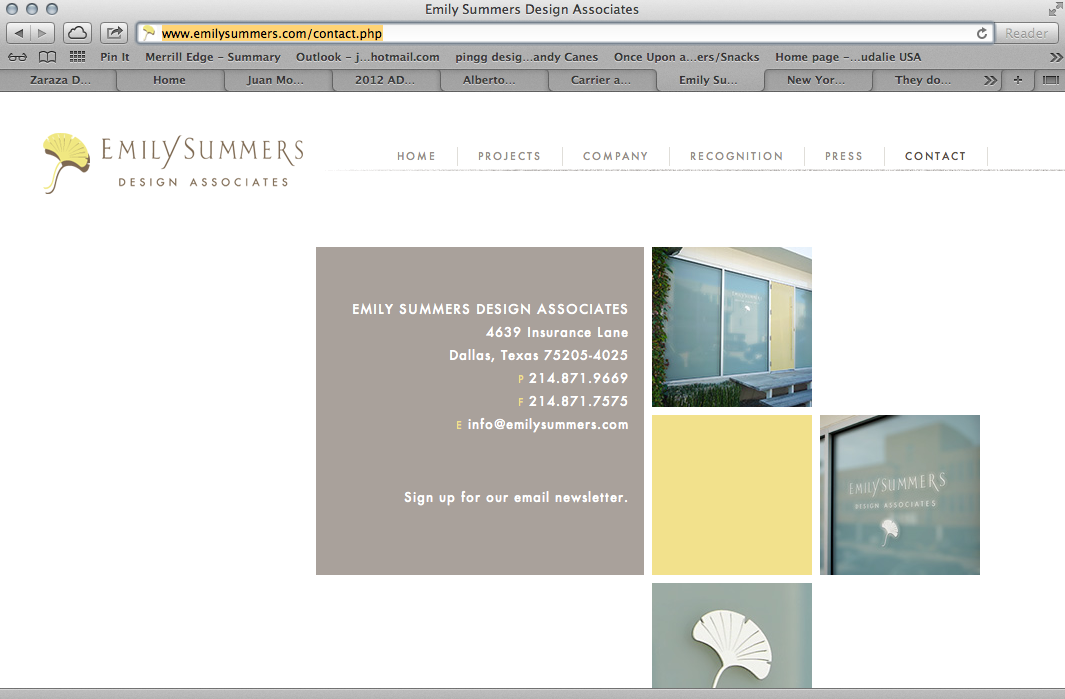 Emily Summers Design Associates
www.emilysummers.com/contact.php
Reader
Pin It Merrill Edge – Summary Outlook – j...hotmail.com pingg desig...andy Canes Once Upon a...ers/Snacks Home page –...udalie USA
Zaraza D... Home Juan Mo... 2012 AD... Alberto... Carrier a... Emily Su... New Yor... They do...
EMILY SUMMERS
DESIGN ASSOCIATES
HOME PROJECTS COMPANY RECOGNITION PRESS CONTACT
EMILY SUMMERS DESIGN ASSOCIATES
4639 Insurance Lane
Dallas, Texas 75205-4025
P 214.871.9669
F 214.871.7575
E info@emilysummers.com
Sign up for our email newsletter.
EMILY SUMMERS
DESIGN ASSOCIATES